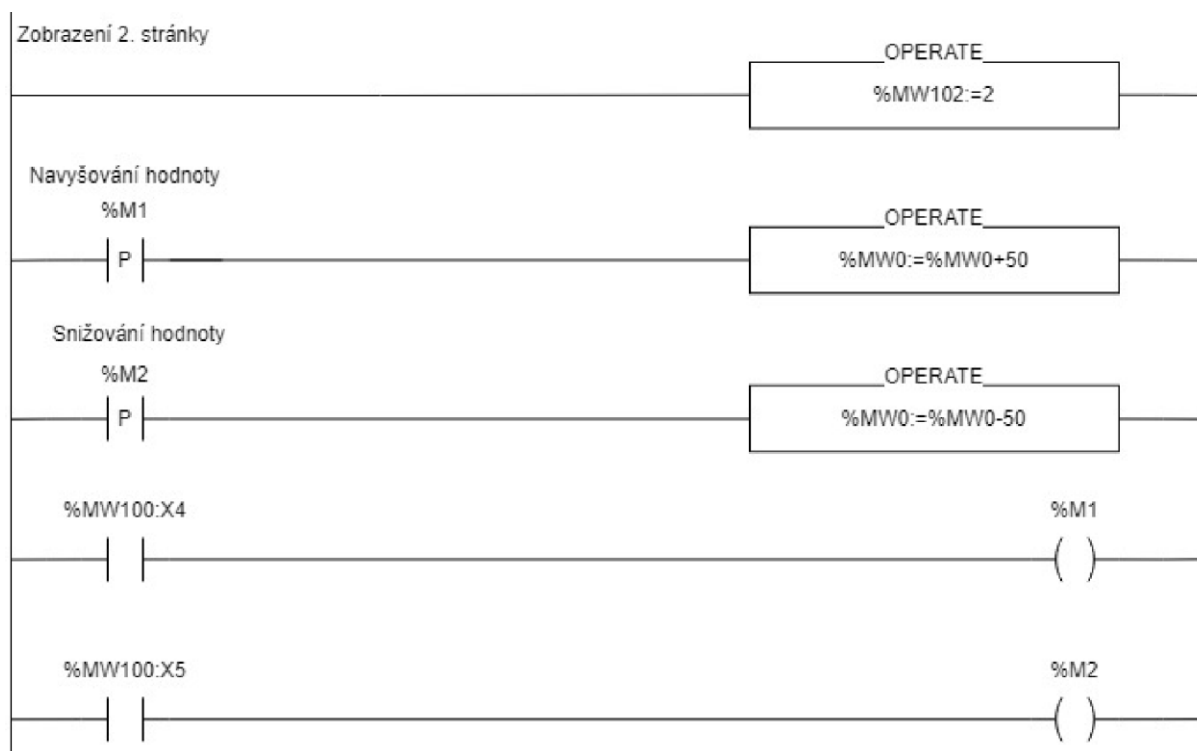 Zobrazení 2. stránky
OPERATE
%MW102:=2
Navyšování hodnoty
%M1
P
OPERATE
%MW0:=%MW0+50
Snižování hodnoty
%M2
P
OPERATE
%MW0:=%MW0-50
%MW100:X4
%M1
%MW100:X5
%M2